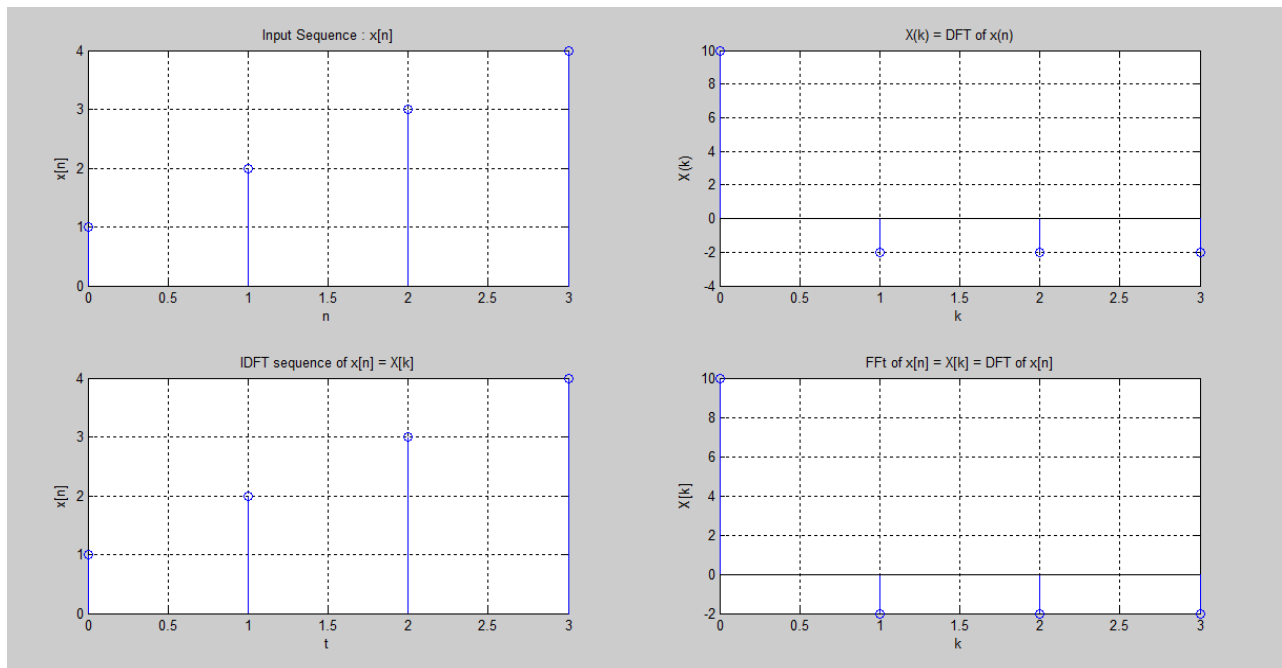 Input Sequence : x[n]
4
3
2
1
0
x[n]
0 0.5 1 1.5 2 2.5 3
n
X(k) = DFT of x(n)
10
8
6
4
2
0
-2
-4
X(k)
0 0.5 1 1.5 2 2.5 3
k
IDFT sequence of x[n] = X[k]
4
3
2
1
0
x[n]
0 0.5 1 1.5 2 2.5 3
t
FFt of x[n] = X[k] = DFT of x[n]
10
8
6
4
2
0
-2
X[k]
0 0.5 1 1.5 2 2.5 3
k